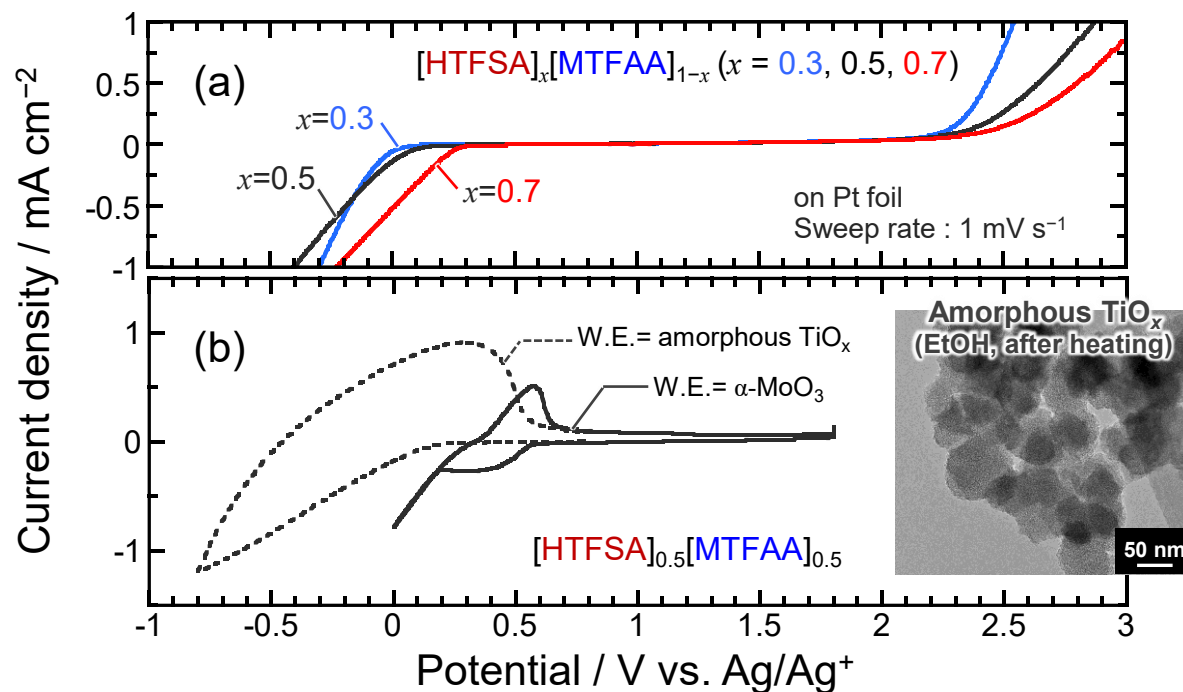 Current density / mA cm⁻²
1
0.5
0
-0.5
-1
(a)
[HTFSA]ₓ[MTFAA]₁₋ₓ (x = 0.3, 0.5, 0.7)
x=0.3
x=0.5
x=0.7
on Pt foil
Sweep rate : 1 mV s⁻¹
1
0
-1
(b)
W.E.= amorphous TiOₓ
W.E.= α-MoO₃
[HTFSA]₀.₅[MTFAA]₀.₅
Amorphous TiOₓ
(EtOH, after heating)
50 nm
-1 -0.5 0 0.5 1 1.5 2 2.5 3
Potential / V vs. Ag/Ag⁺